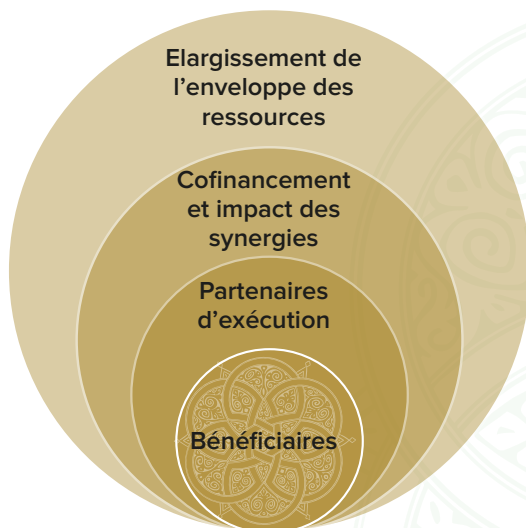 Elargissement de
l’enveloppe des
ressources
Cofinancement
et impact des
synergies
Partenaires
d’exécution
Bénéficiaires